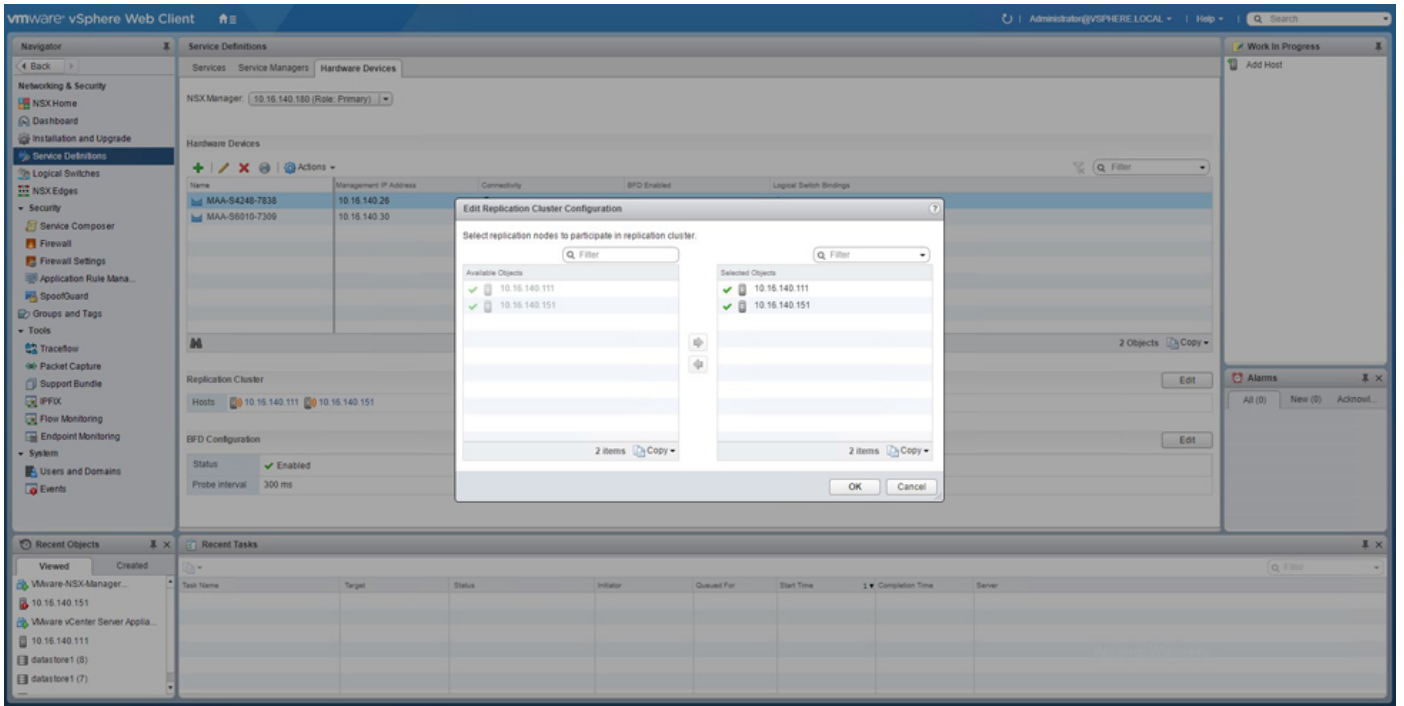 vmware® vSphere Web Client
Administrator@VSPHERE.LOCAL
Help
Search
Navigator
Back
Networking & Security
NSX Home
Dashboard
Installation and Upgrade
Service Definitions
Logical Switches
NSX Edges
Security
Service Composer
Firewall
Firewall Settings
Application Rule Mana...
SpoofGuard
Groups and Tags
Tools
Traceflow
Packet Capture
Support Bundle
IPFIX
Flow Monitoring
Endpoint Monitoring
System
Users and Domains
Events
Service Definitions
Services Service Managers Hardware Devices
NSX Manager: 10.16.140.180 (Role: Primary)
Hardware Devices
Actions
Filter
Name Management IP Address Connectivity BFD Enabled Logical Switch Bindings
MAA-S4248-7838 10.16.140.26
MAA-S6010-7309 10.16.140.30
2 Objects Copy
Replication Cluster
Edit
Hosts 10.16.140.111 10.16.140.151
BFD Configuration
Edit
Status Enabled
Probe interval 300 ms
Edit Replication Cluster Configuration
?
Select replication nodes to participate in replication cluster.
Filter
Filter
Available Objects
10.16.140.111
10.16.140.151
2 items Copy
Selected Objects
10.16.140.111
10.16.140.151
2 items Copy
OK Cancel
Work In Progress
Add Host
Alarms
All (0) New (0) Acknowl...
Recent Objects
Viewed Created
VMware-NSX-Manager...
10.16.140.151
VMware vCenter Server Applia...
10.16.140.111
datastore1 (8)
datastore1 (7)
Recent Tasks
Filter
Task Name Target Status Initiator Queued For Start Time 1 Completion Time Server